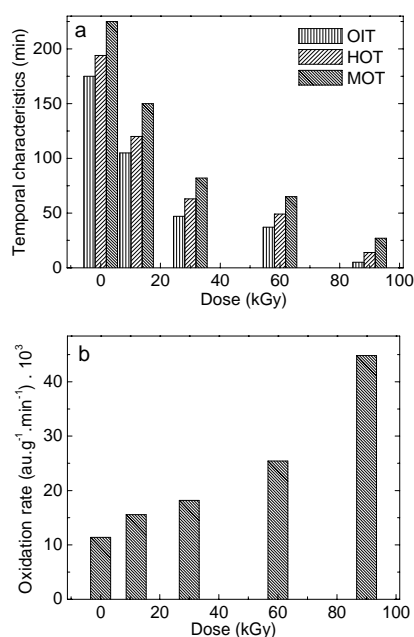 a
OIT
HOT
MOT
Temporal characteristics (min)
200
150
100
50
0
0 20 40 60 80 100
Dose (kGy)
b
Oxidation rate (au.g⁻¹.min⁻¹) . 10³
40
30
20
10
0
0 20 40 60 80 100
Dose (kGy)